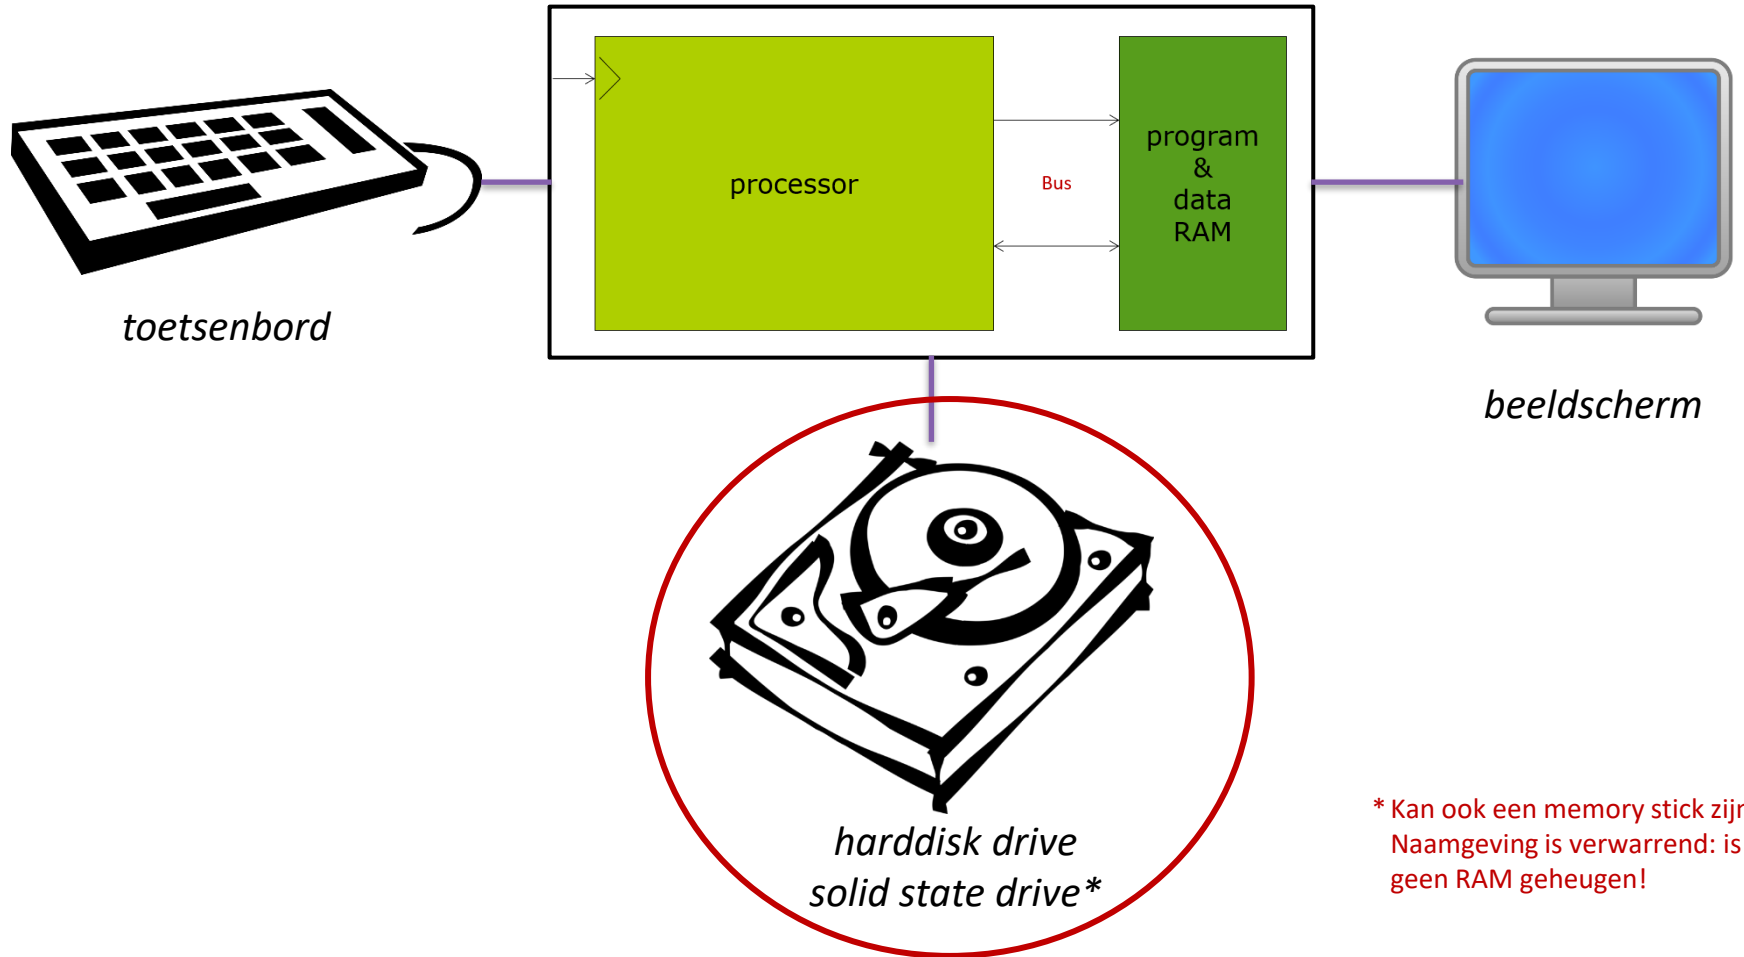 processor
Bus
program
&
data
RAM
toetsenbord
beeldscherm
harddisk drive
solid state drive*
* Kan ook een memory stick zijn
Naamgeving is verwarrend: is
geen RAM geheugen!